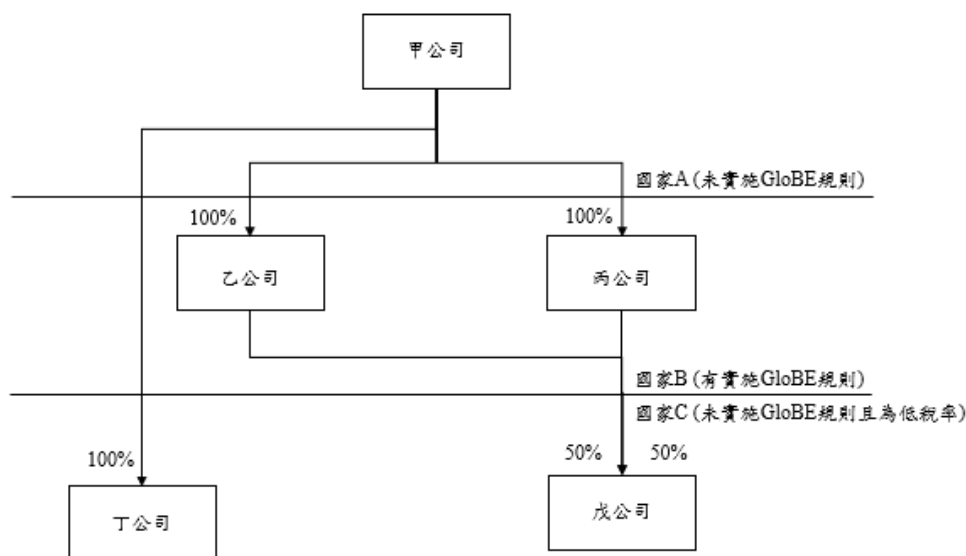 甲公司
國家A (未實施GloBE規則)
100%
100%
乙公司
丙公司
國家B (有實施GloBE規則)
國家C (未實施GloBE規則且為低稅率)
100%
50%
50%
丁公司
戊公司